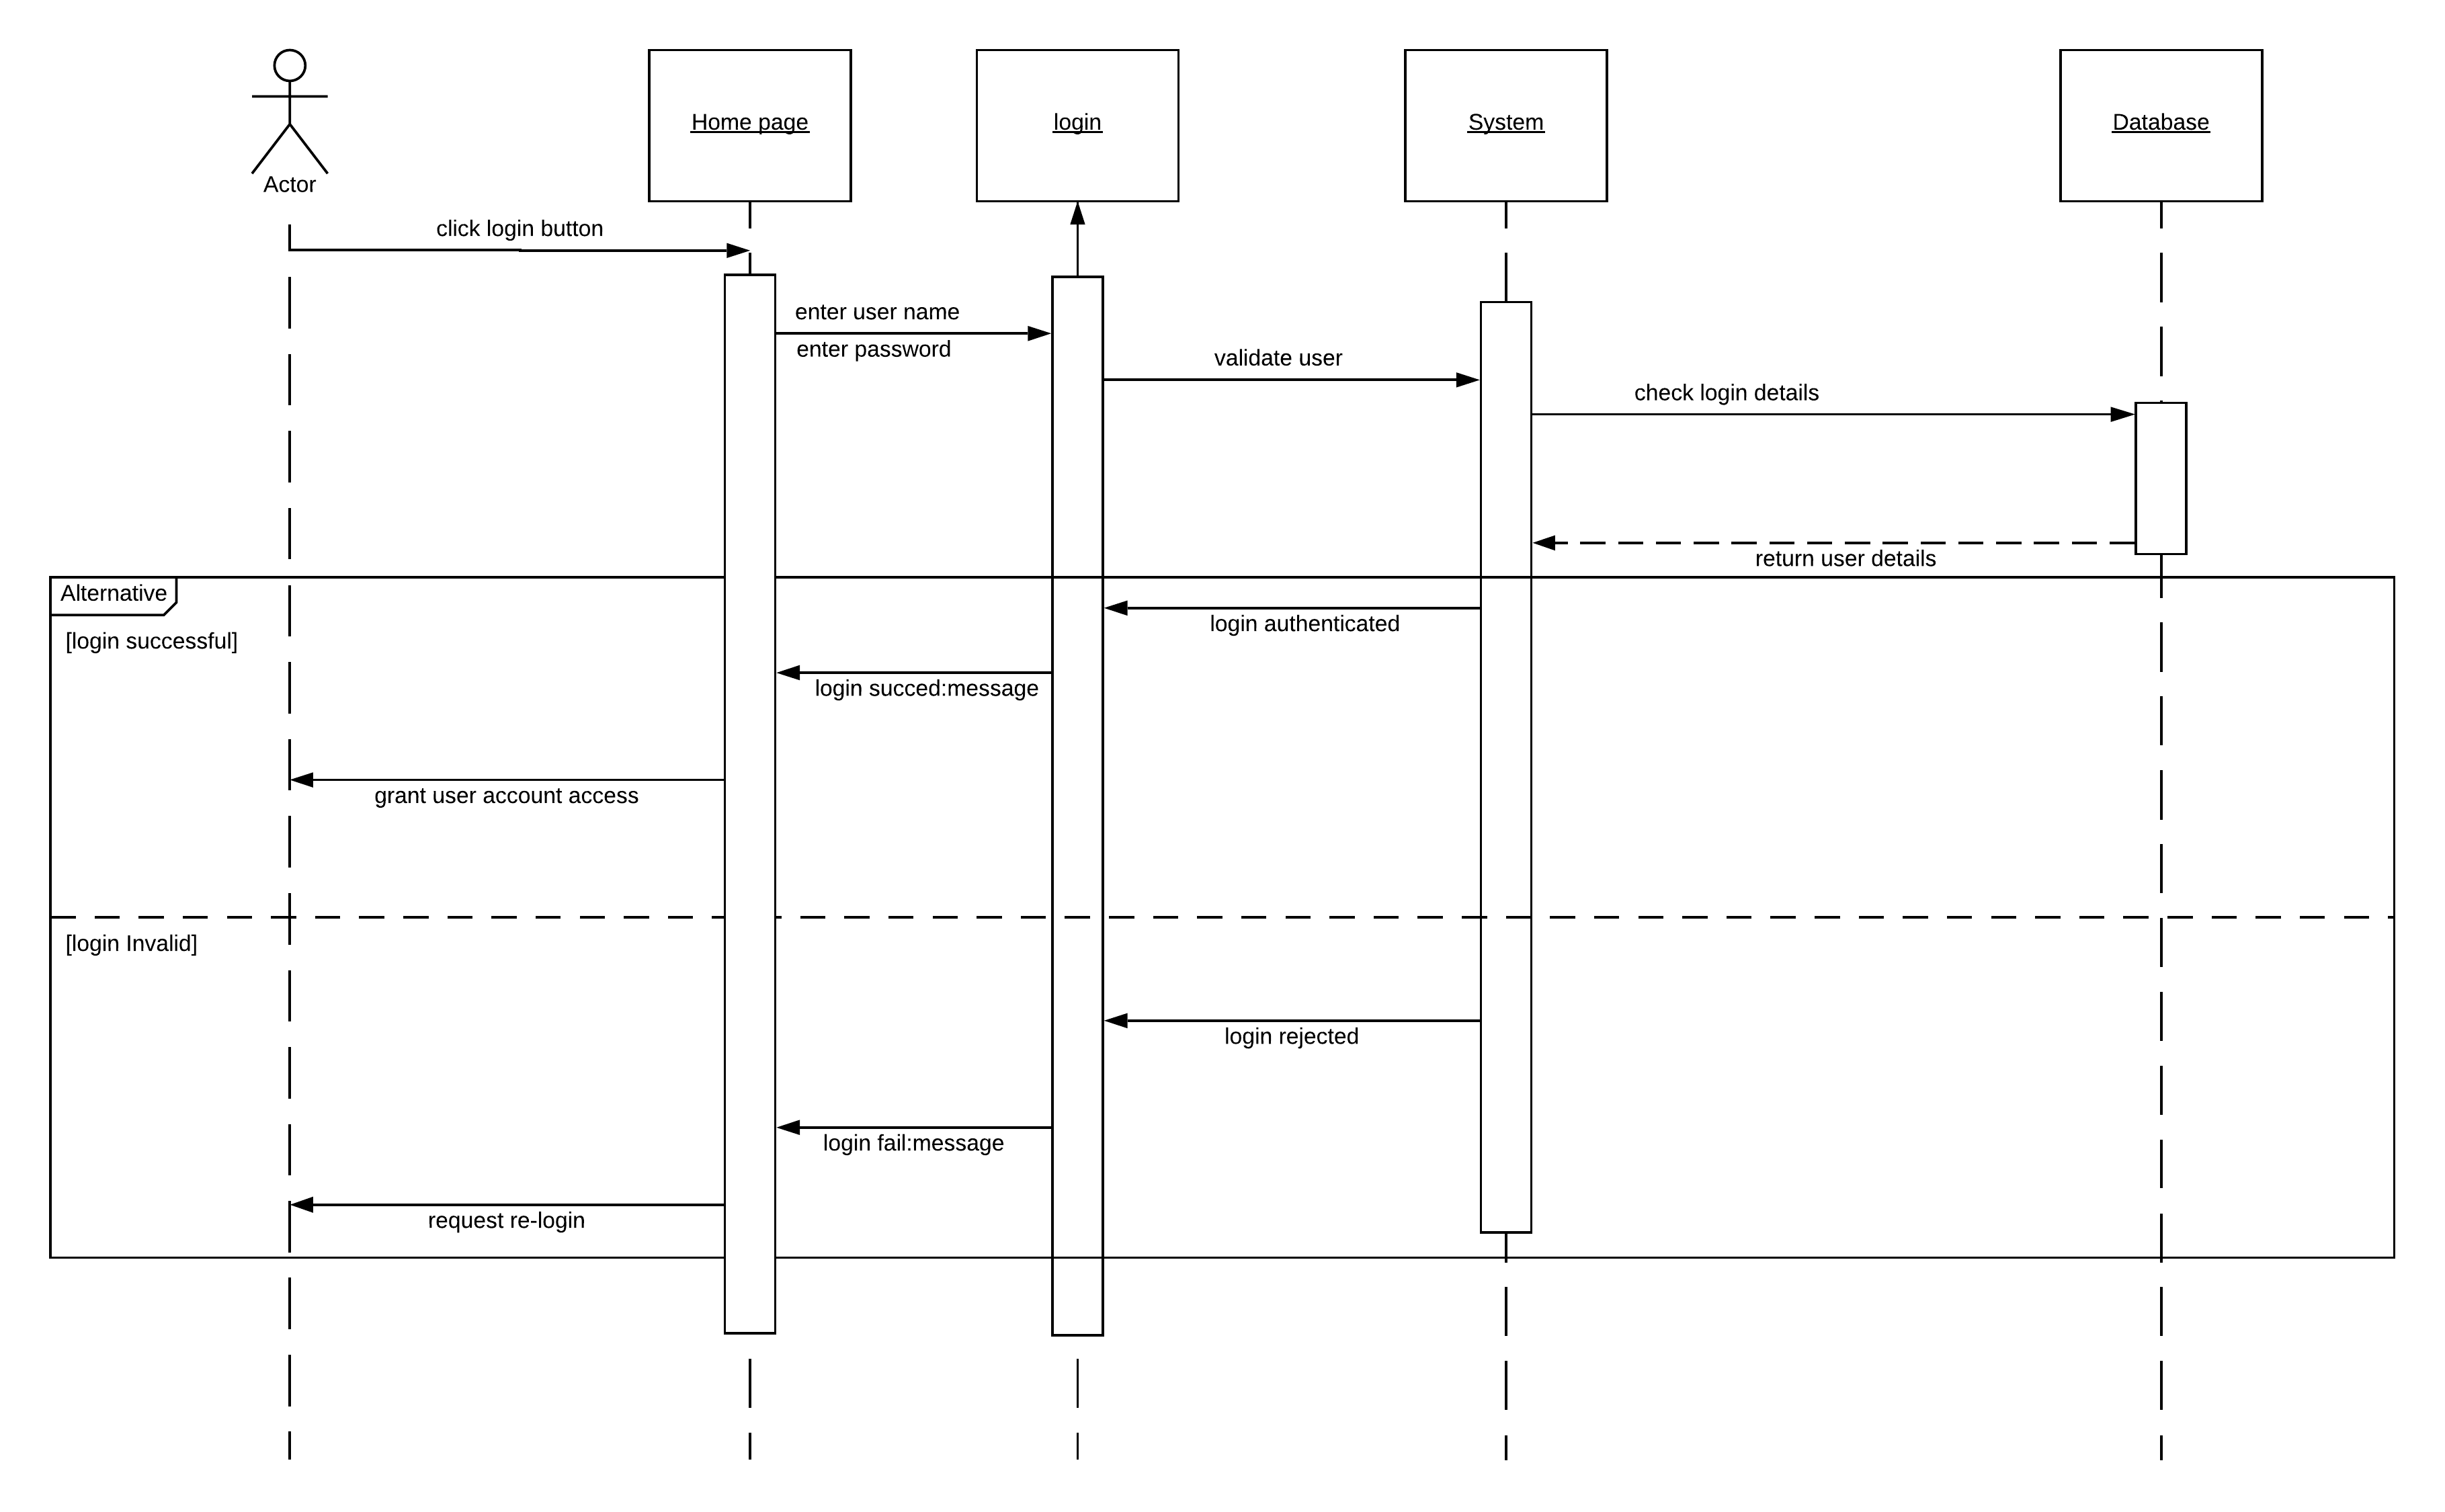 Home page
login
System
Database
Actor
click login button
enter user name
enter password
validate user
check login details
return user details
Alternative
login authenticated
[login successful]
login succed:message
grant user account access
[login Invalid]
login rejected
login fail:message
request re-login